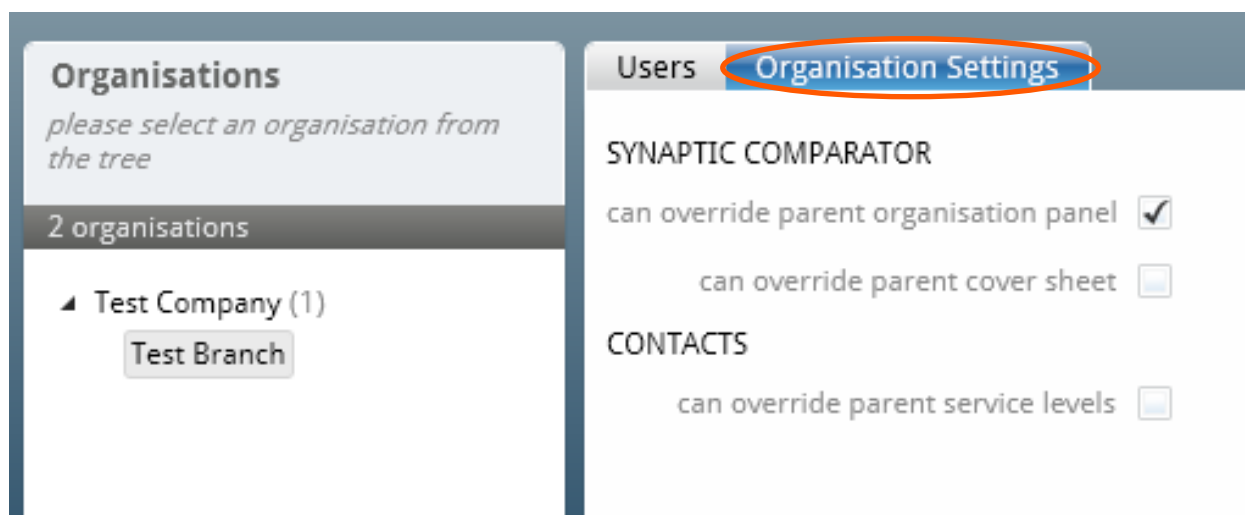 Organisations
please select an organisation from
the tree
2 organisations
Test Company (1)
Test Branch
Users
Organisation Settings
SYNAPTIC COMPARATOR
can override parent organisation panel
can override parent cover sheet
CONTACTS
can override parent service levels